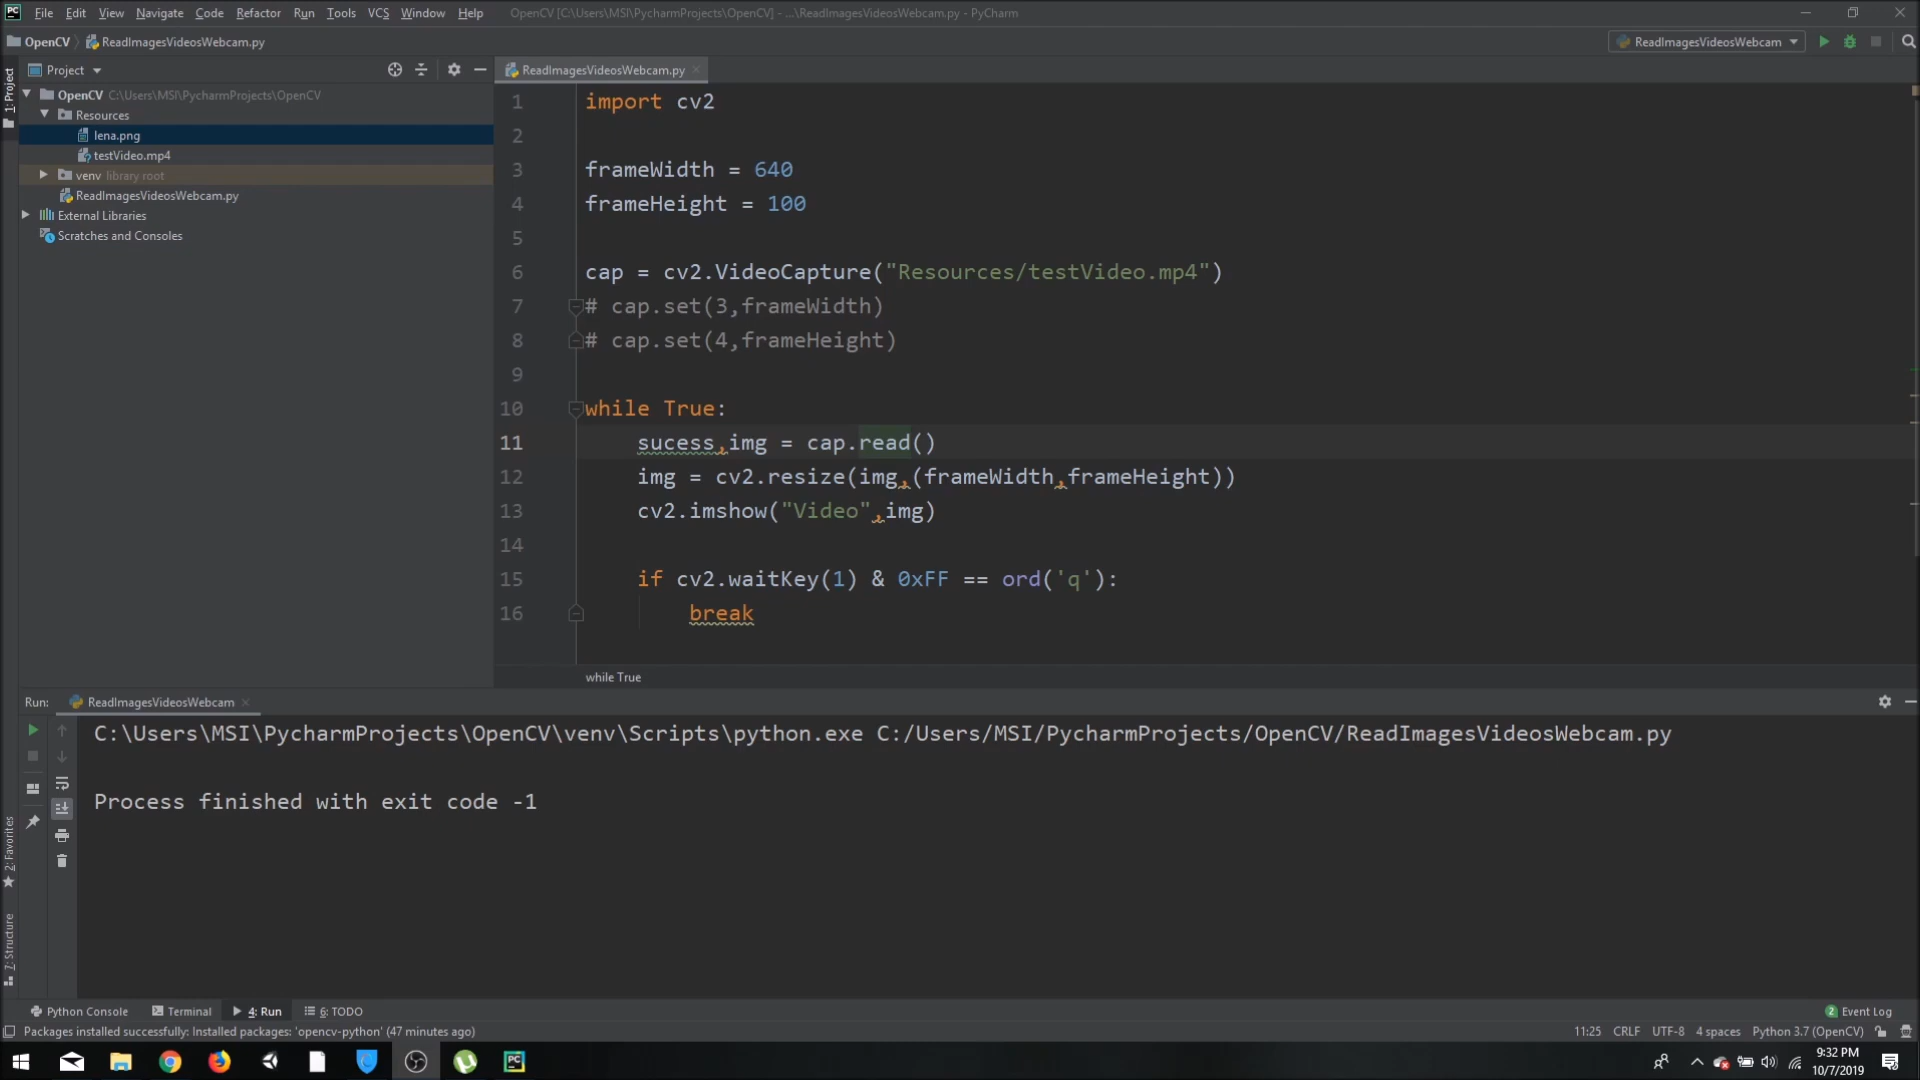 File Edit View Navigate Code Refactor Run Tools VCS Window Help OpenCV [C:\Users\MSI\PycharmProjects\OpenCV] - ...\ReadImagesVideosWebcam.py - PyCharm
OpenCV ReadImagesVideosWebcam.py ReadImagesVideosWebcam
1: Project
Project
ReadImagesVideosWebcam.py
OpenCV C:\Users\MSI\PycharmProjects\OpenCV
Resources
lena.png
testVideo.mp4
venv library root
ReadImagesVideosWebcam.py
External Libraries
Scratches and Consoles
1 import cv2
2
3 frameWidth = 640
4 frameHeight = 100
5
6 cap = cv2.VideoCapture("Resources/testVideo.mp4")
7 # cap.set(3,frameWidth)
8 # cap.set(4,frameHeight)
9
10 while True:
11 sucess,img = cap.read()
12 img = cv2.resize(img,(frameWidth,frameHeight))
13 cv2.imshow("Video",img)
14
15 if cv2.waitKey(1) & 0xFF == ord('q'):
16 break
while True
Run: ReadImagesVideosWebcam
C:\Users\MSI\PycharmProjects\OpenCV\venv\Scripts\python.exe C:/Users/MSI/PycharmProjects/OpenCV/ReadImagesVideosWebcam.py
Process finished with exit code -1
2: Favorites
7: Structure
Python Console Terminal 4: Run 6: TODO 2 Event Log
Packages installed successfully: Installed packages: 'opencv-python' (47 minutes ago) 11:25 CRLF UTF-8 4 spaces Python 3.7 (OpenCV)
9:32 PM
10/7/2019